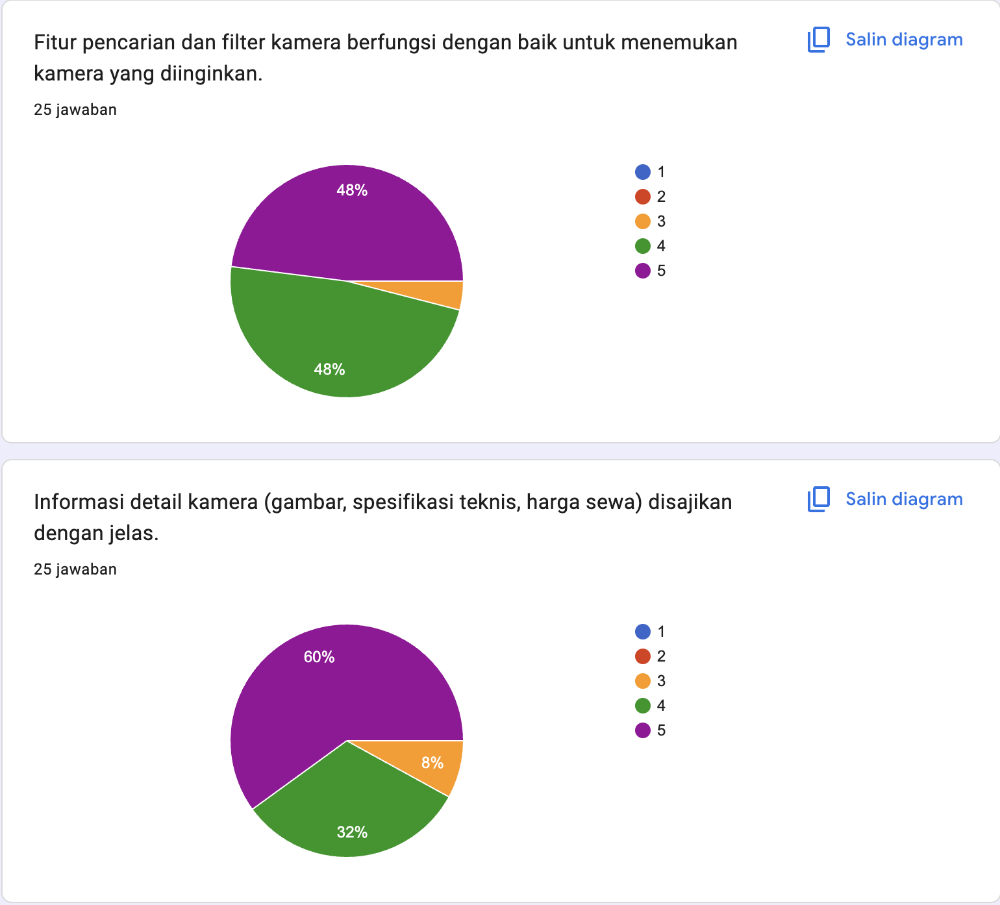 Fitur pencarian dan filter kamera berfungsi dengan baik untuk menemukan
kamera yang diinginkan.
Salin diagram
25 jawaban
48%
48%
1
2
3
4
5
Informasi detail kamera (gambar, spesifikasi teknis, harga sewa) disajikan
dengan jelas.
Salin diagram
25 jawaban
60%
8%
32%
1
2
3
4
5